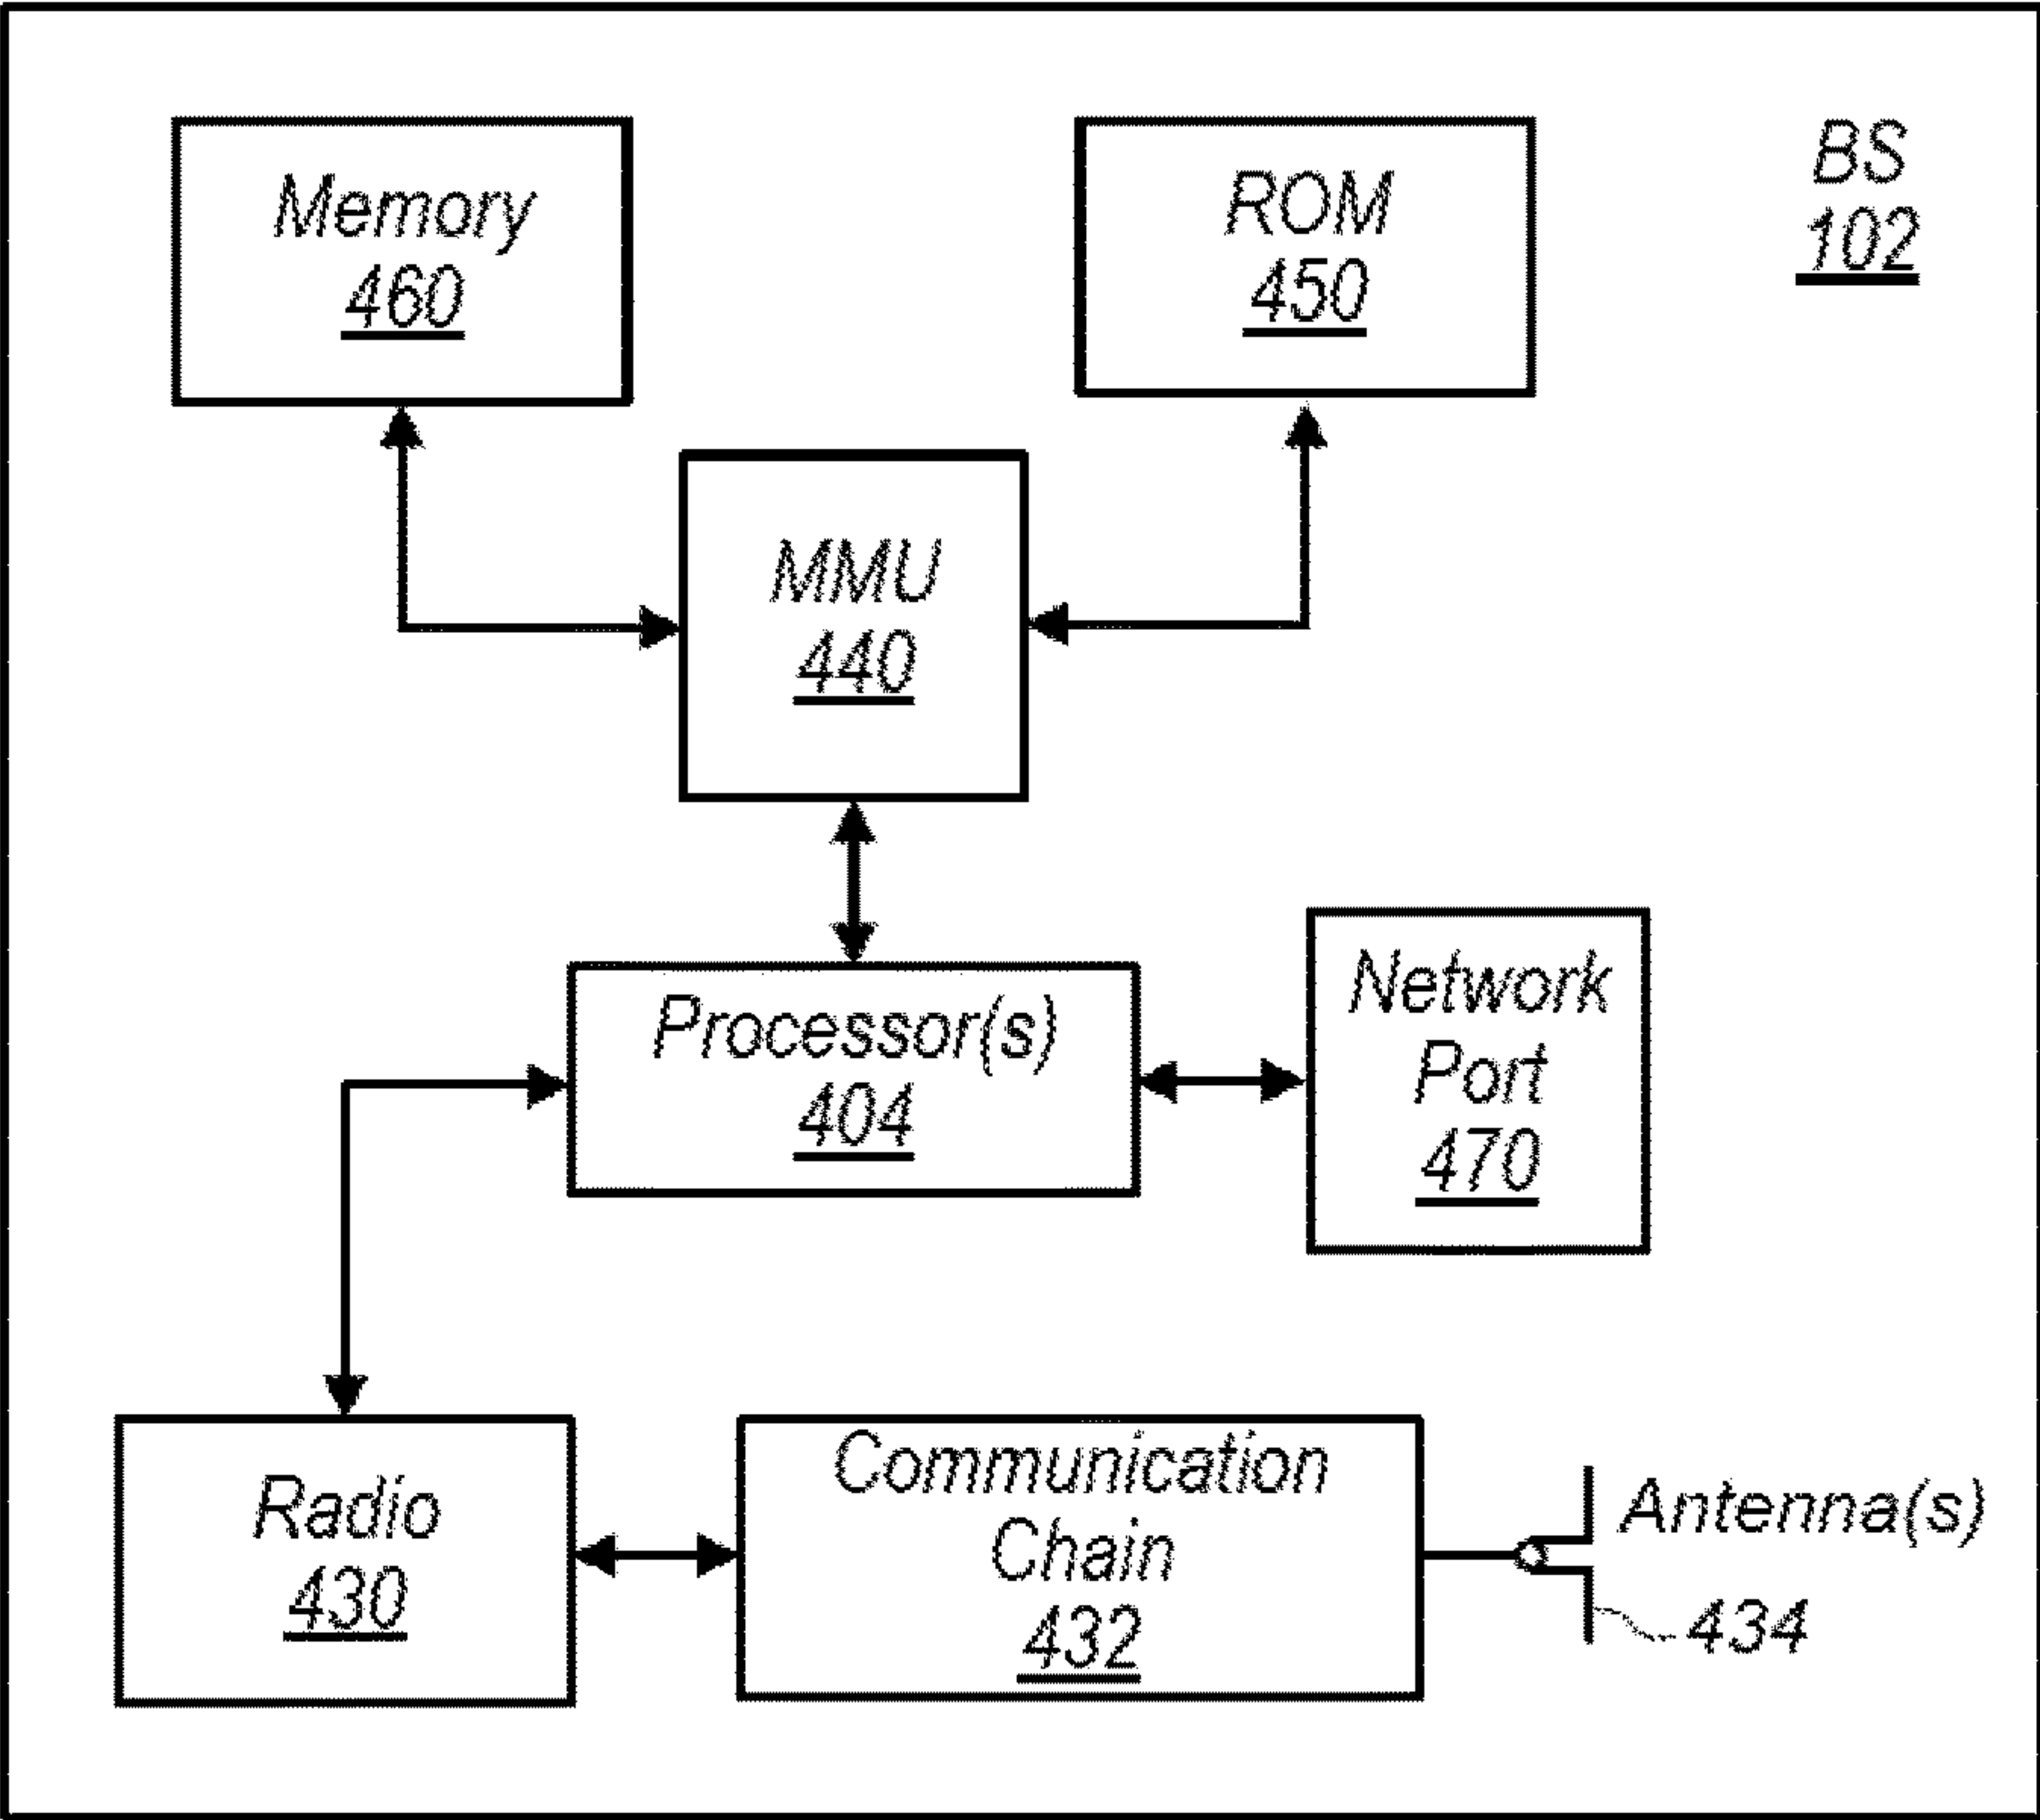 Memory
460
ROM
450
BS
102
MMU
440
Processor(s)
404
Network
Port
470
Radio
430
Communication
Chain
432
Antenna(s)
434